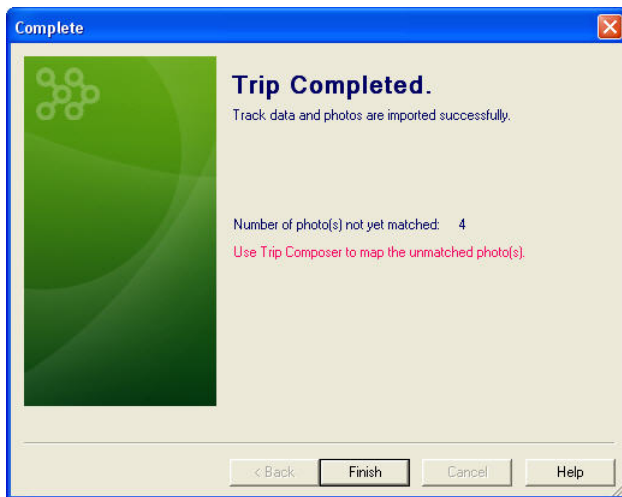 Complete
Trip Completed.
Track data and photos are imported successfully.
Number of photo(s) not yet matched: 4
Use Trip Composer to map the unmatched photo(s).
< Back Finish Cancel Help